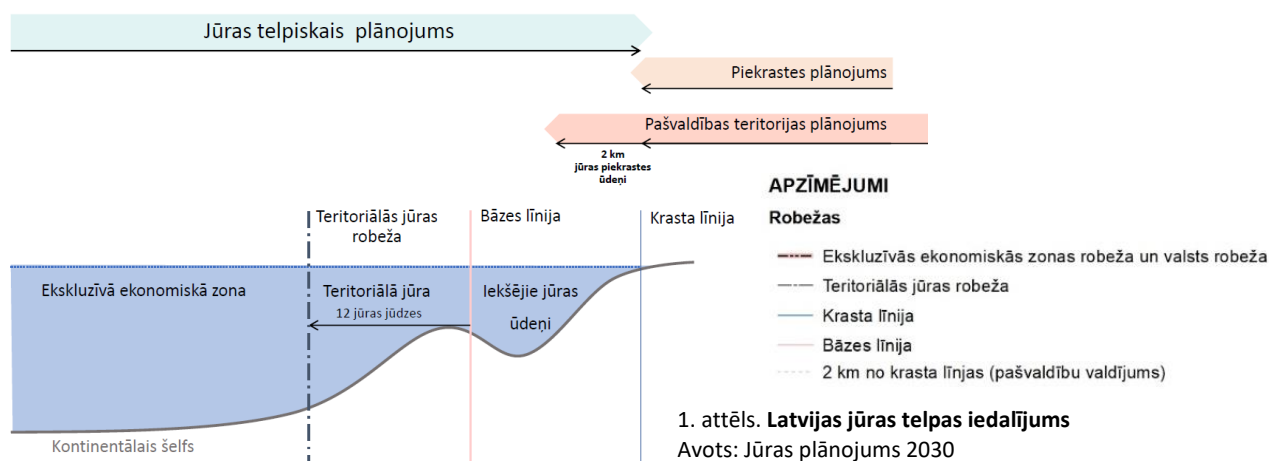 Jūras telpiskais plānojums
Piekrastes plānojums
Pašvaldības teritorijas plānojums
2 km
jūras piekrastes
ūdeņi
Teritoriālās jūras
robeža
Bāzes līnija
Krasta līnija
Ekskluzīvā ekonomiskā zona
Teritoriālā jūra
12 jūras jūdzes
Iekšējie jūras
ūdeņi
Kontinentālais šelfs
APZĪMĒJUMI
Robežas
Ekskluzīvās ekonomiskās zonas robeža un valsts robeža
Teritoriālās jūras robeža
Krasta līnija
Bāzes līnija
2 km no krasta līnjas (pašvaldību valdījums)
1. attēls. Latvijas jūras telpas iedalījums
Avots: Jūras plānojums 2030